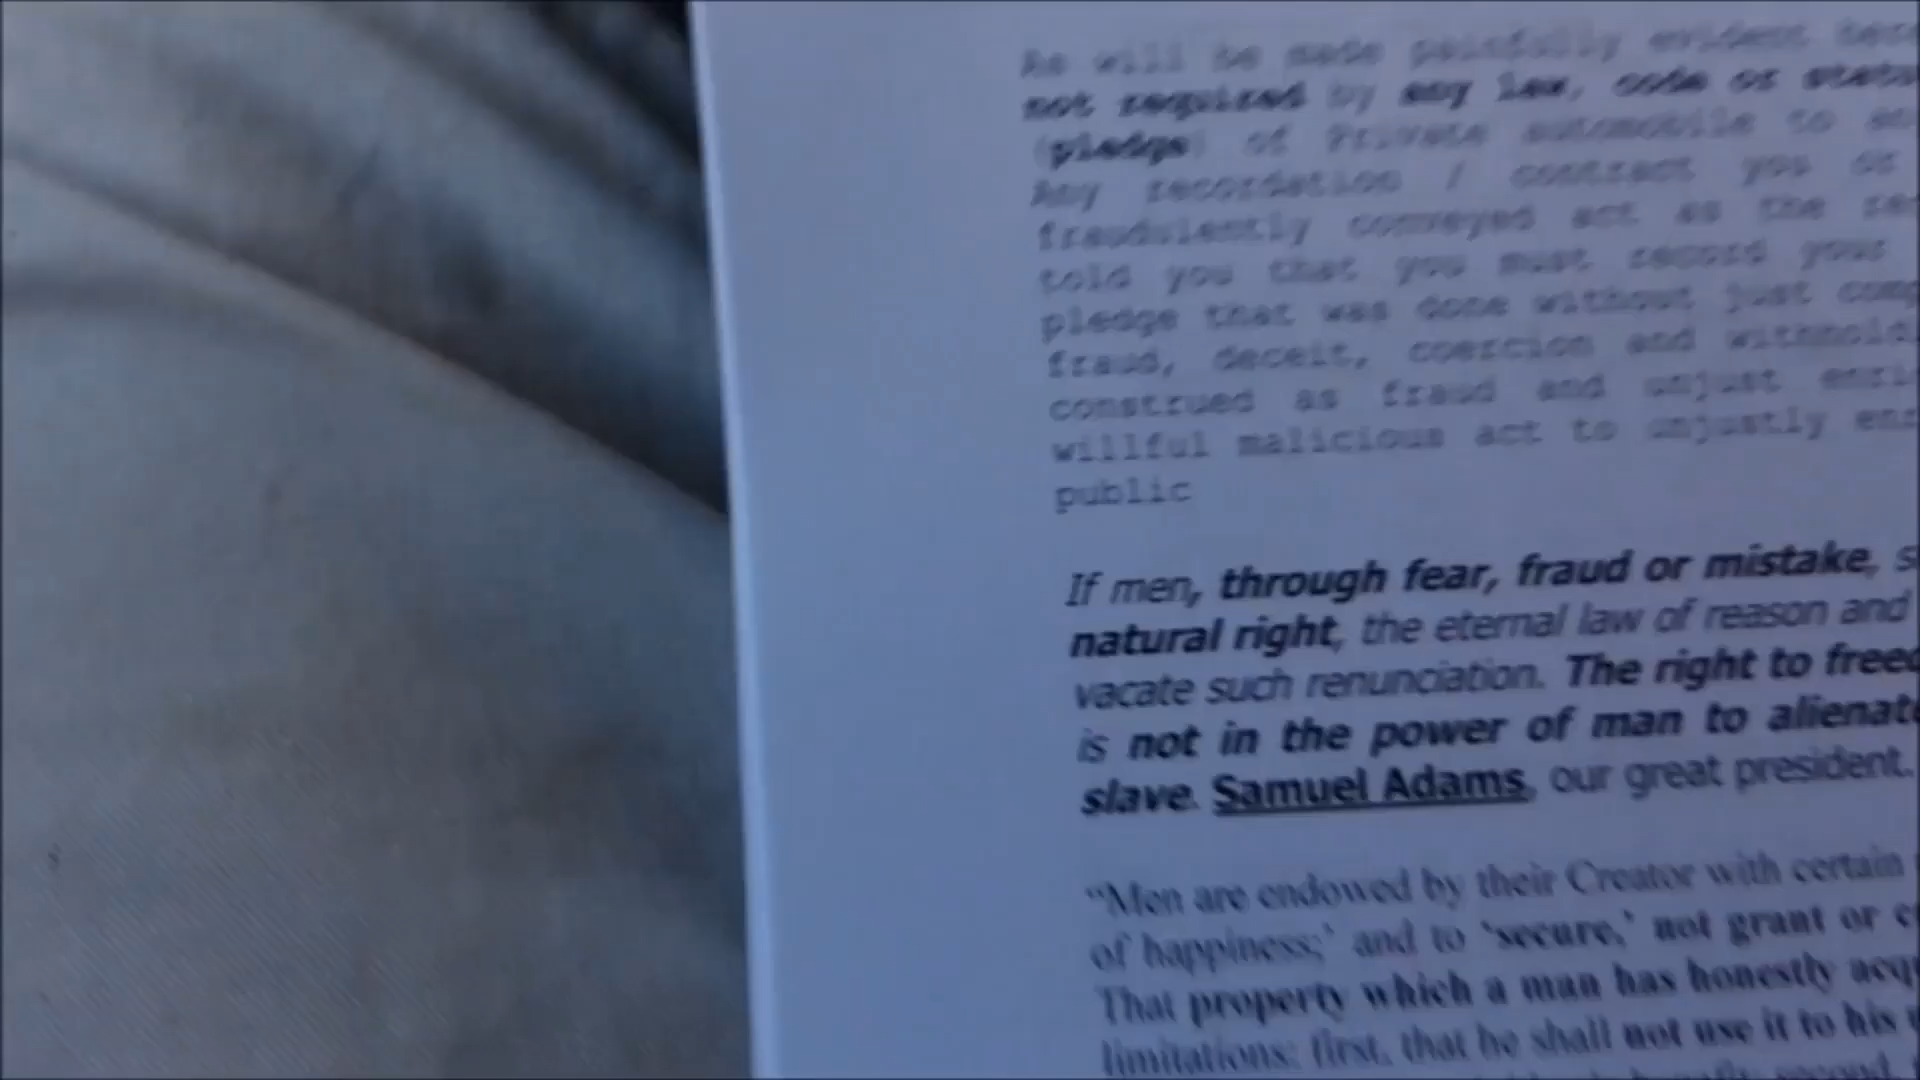 As will be made painfully evident
not required by any law, code or
(pledge) of Private automobile to
Any recordation / contract you or
fraudulently conveyed act as the
told you that you must record your
pledge that was done without just
fraud, deceit, coercion and
construed as fraud and unjust
willful malicious act to unjustly
public
If men, through fear, fraud or mistake,
natural right, the eternal law of reason and
vacate such renunciation. The right to
is not in the power of man to
slave. Samuel Adams, our great president.
“Men are endowed by their Creator with certain
of happiness;’ and to ‘secure,’ not grant or
That property which a man has honestly
limitations: first, that he shall not use it to his